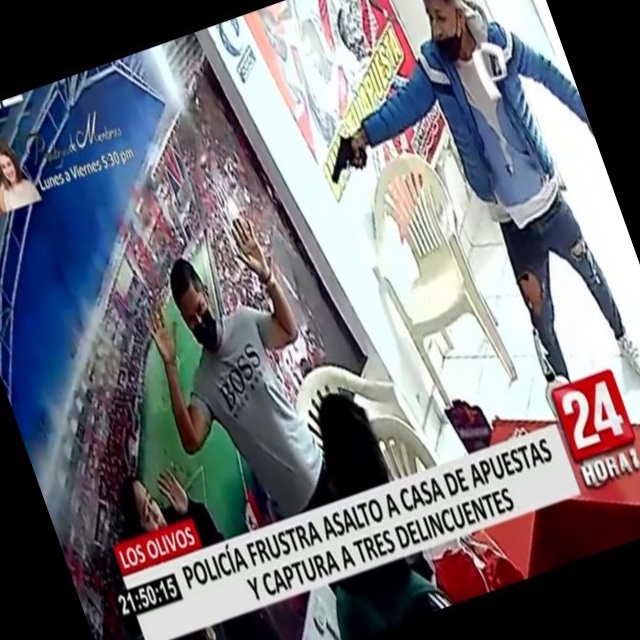 Lunes a Viernes 5:30 pm
BOSS
24
HORAZ
LOS OLIVOS
21:50:15
POLICÍA FRUSTRA ASALTO A CASA DE APUESTAS
Y CAPTURA A TRES DELINCUENTES